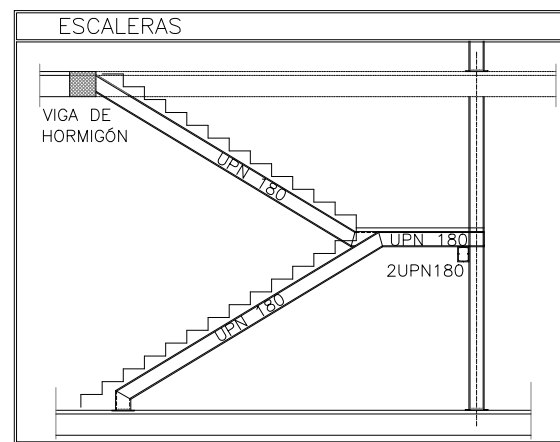 ESCALERAS
VIGA DE
HORMIGÓN
UPN 180
UPN 180
2UPN180
UPN 180